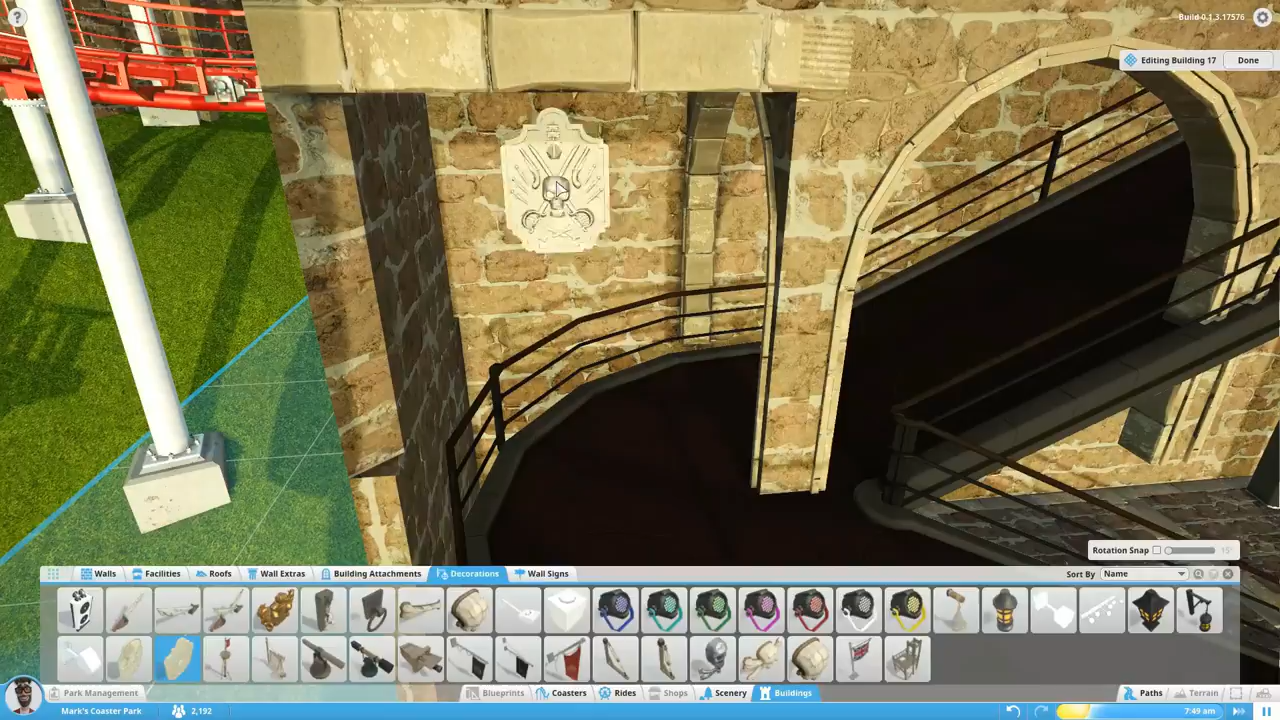 ?
Build 0.1.3.17576
Editing Building 17
Done
Rotation Snap
15°
Walls
Facilities
Roofs
Wall Extras
Building Attachments
Decorations
Wall Signs
Sort By
Name
Park Management
Blueprints
Coasters
Rides
Shops
Scenery
Buildings
Paths
Terrain
Mark's Coaster Park
2,192
7:49 am